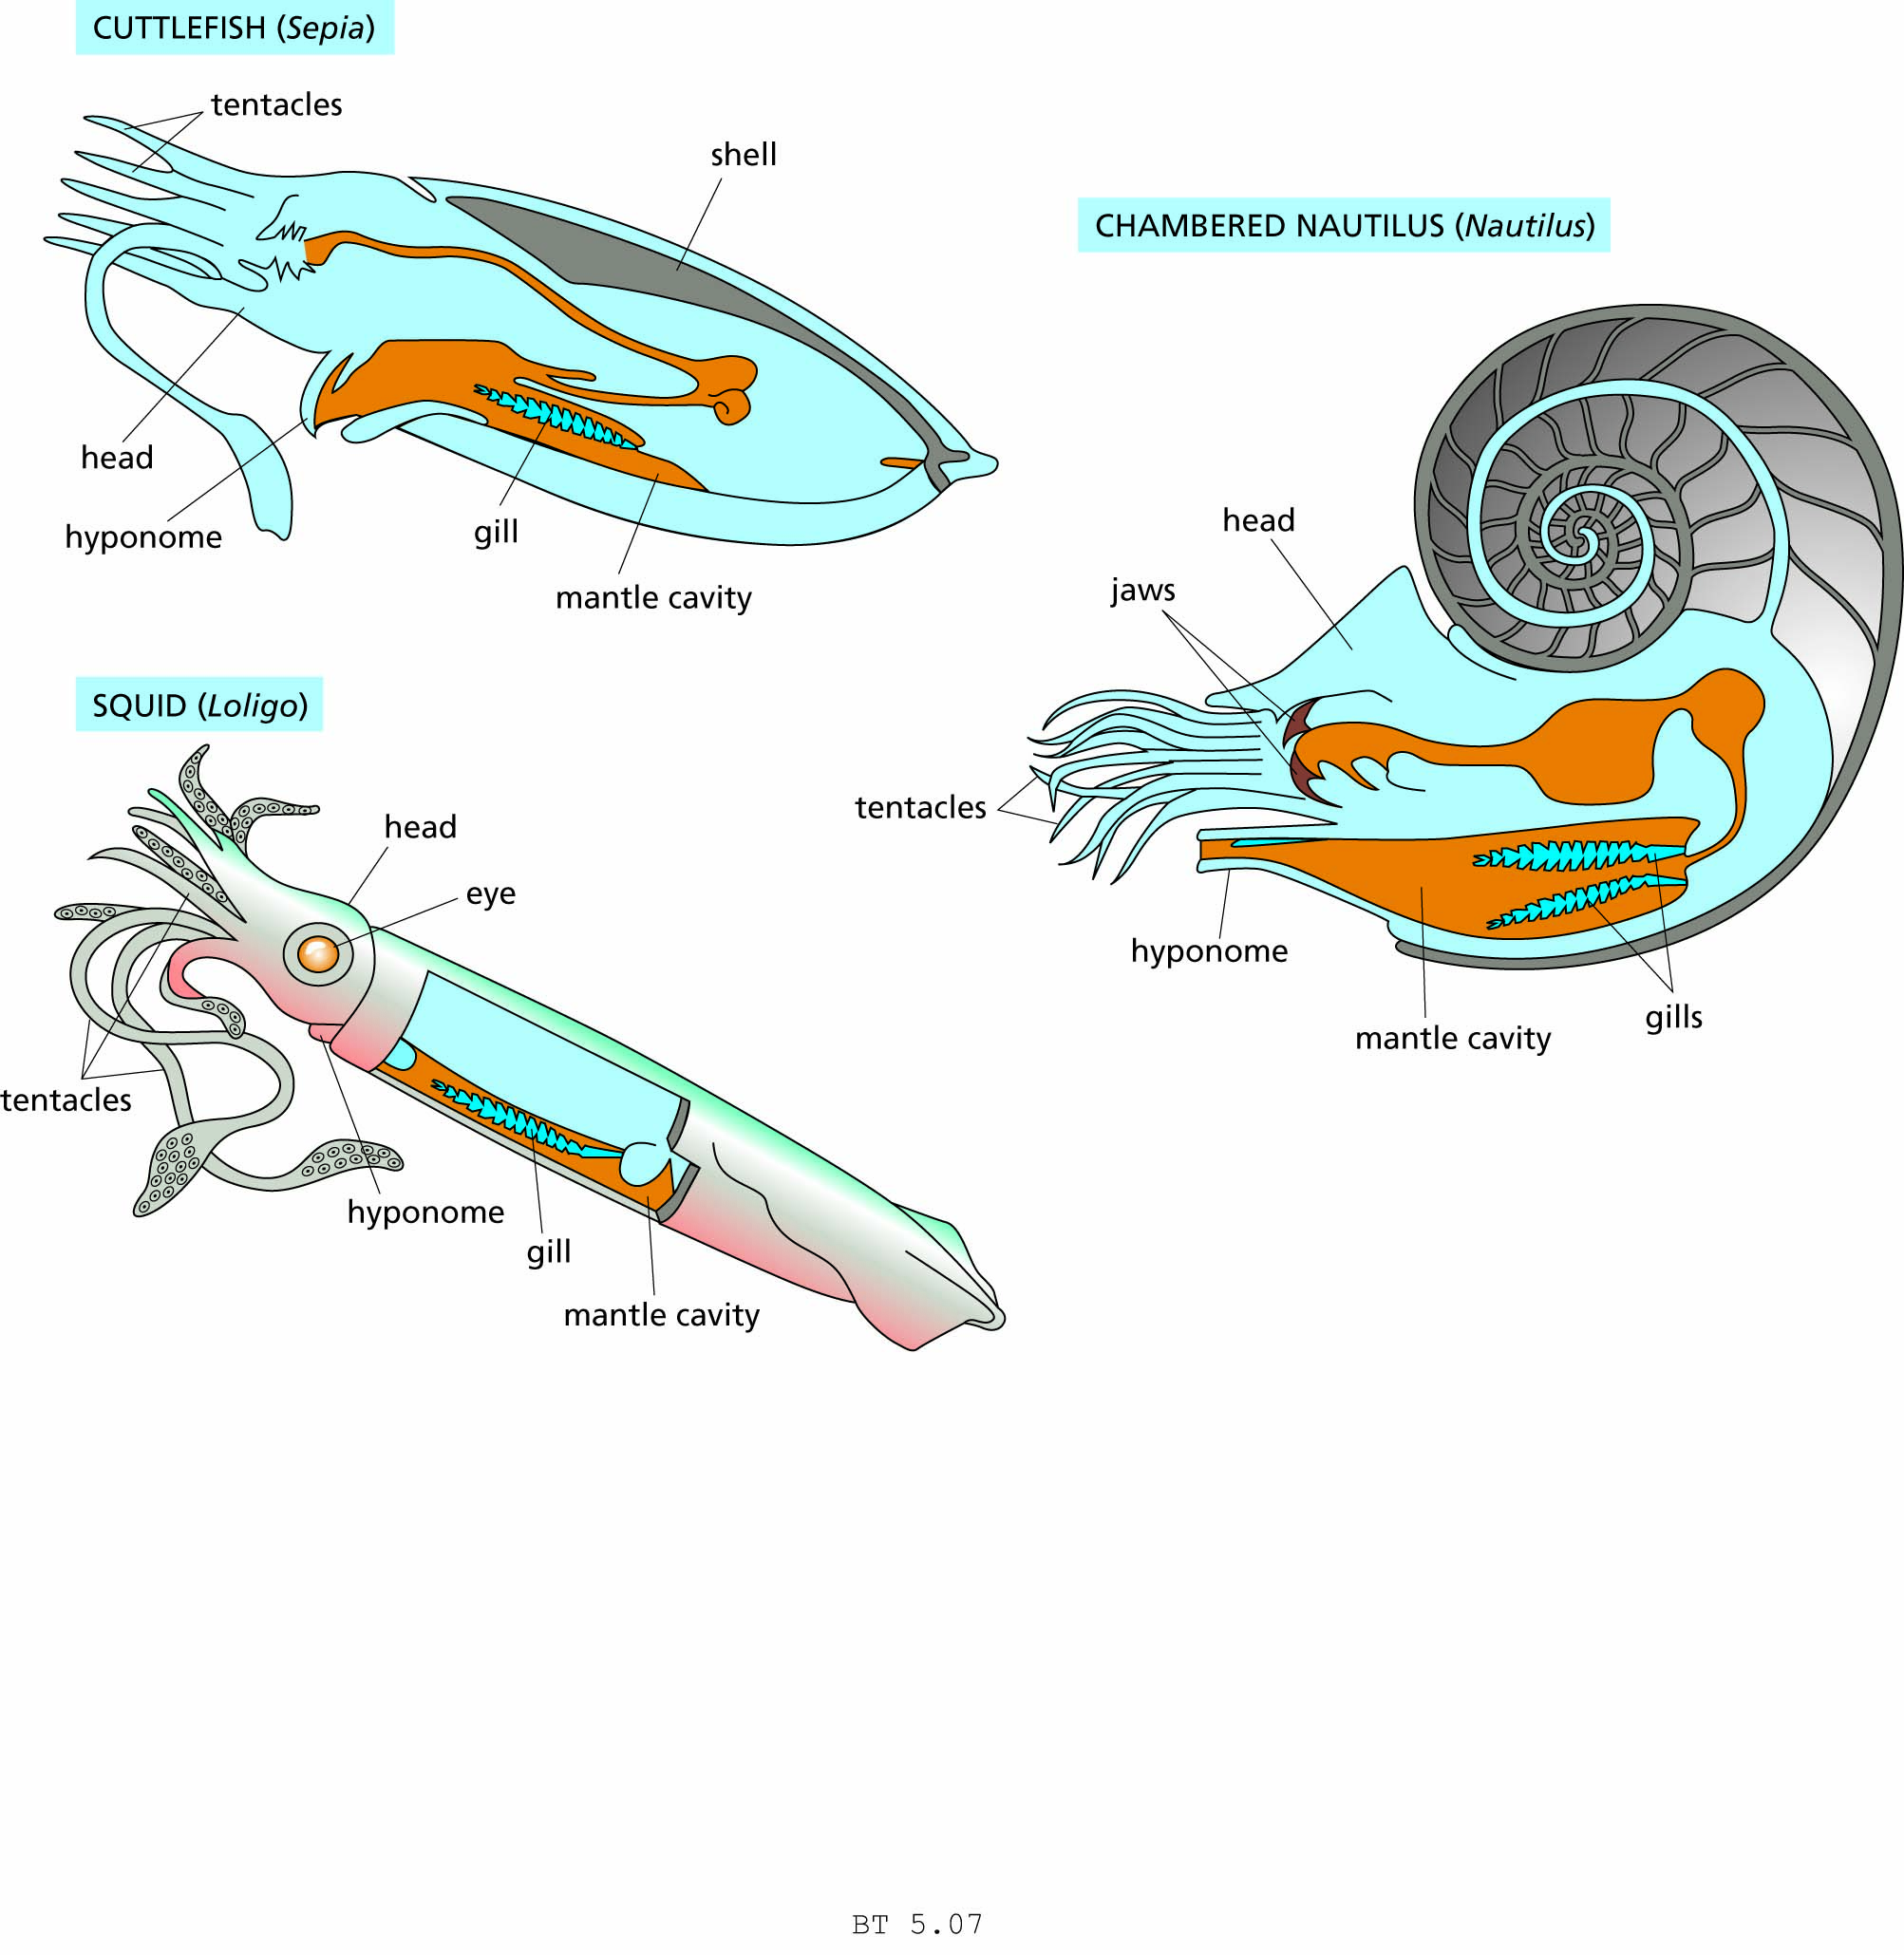 CUTTLEFISH (Sepia)
tentacles
shell
head
hyponome
gill
mantle cavity
CHAMBERED NAUTILUS (Nautilus)
head
jaws
tentacles
hyponome
mantle cavity
gills
SQUID (Loligo)
head
eye
tentacles
hyponome
gill
mantle cavity
BT 5.07